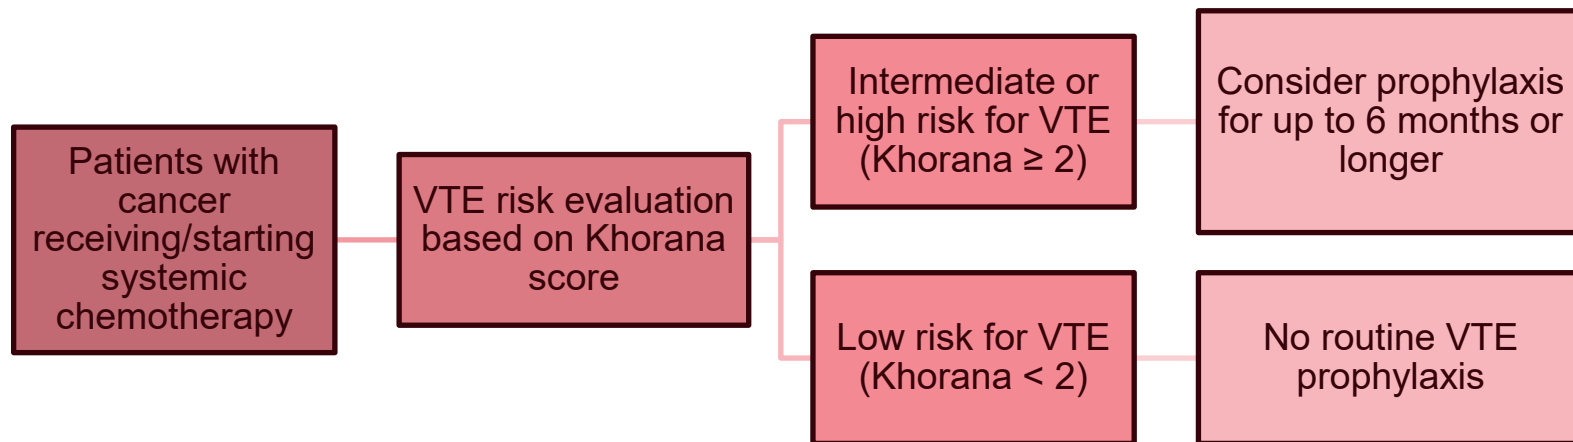 Patients with
cancer
receiving/starting
systemic
chemotherapy
VTE risk evaluation
based on Khorana
score
Intermediate or
high risk for VTE
(Khorana ≥ 2)
Consider prophylaxis
for up to 6 months or
longer
Low risk for VTE
(Khorana < 2)
No routine VTE
prophylaxis